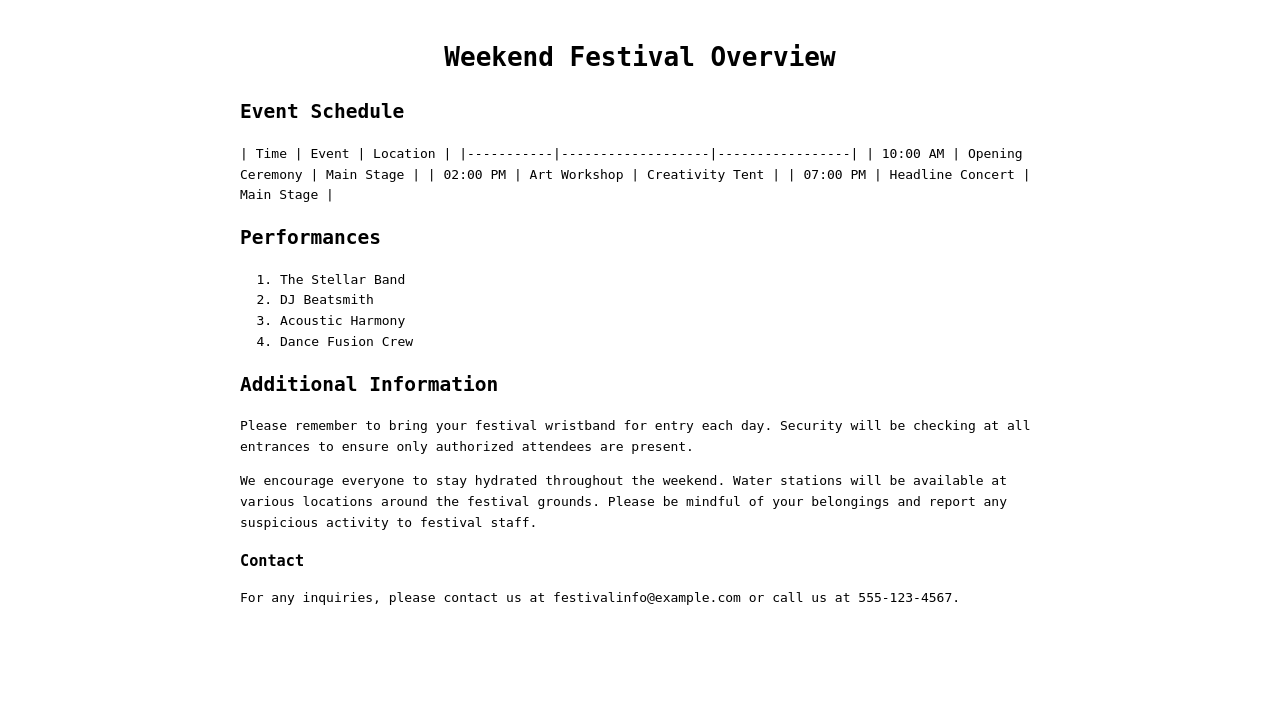 Weekend Festival Overview
Event Schedule
| Time | Event | Location | |-----------|-------------------|-----------------| | 10:00 AM | Opening
Ceremony | Main Stage | | 02:00 PM | Art Workshop | Creativity Tent | | 07:00 PM | Headline Concert |
Main Stage |
Performances
1. The Stellar Band
2. DJ Beatsmith
3. Acoustic Harmony
4. Dance Fusion Crew
Additional Information
Please remember to bring your festival wristband for entry each day. Security will be checking at all
entrances to ensure only authorized attendees are present.
We encourage everyone to stay hydrated throughout the weekend. Water stations will be available at
various locations around the festival grounds. Please be mindful of your belongings and report any
suspicious activity to festival staff.
Contact
For any inquiries, please contact us at festivalinfo@example.com or call us at 555-123-4567.